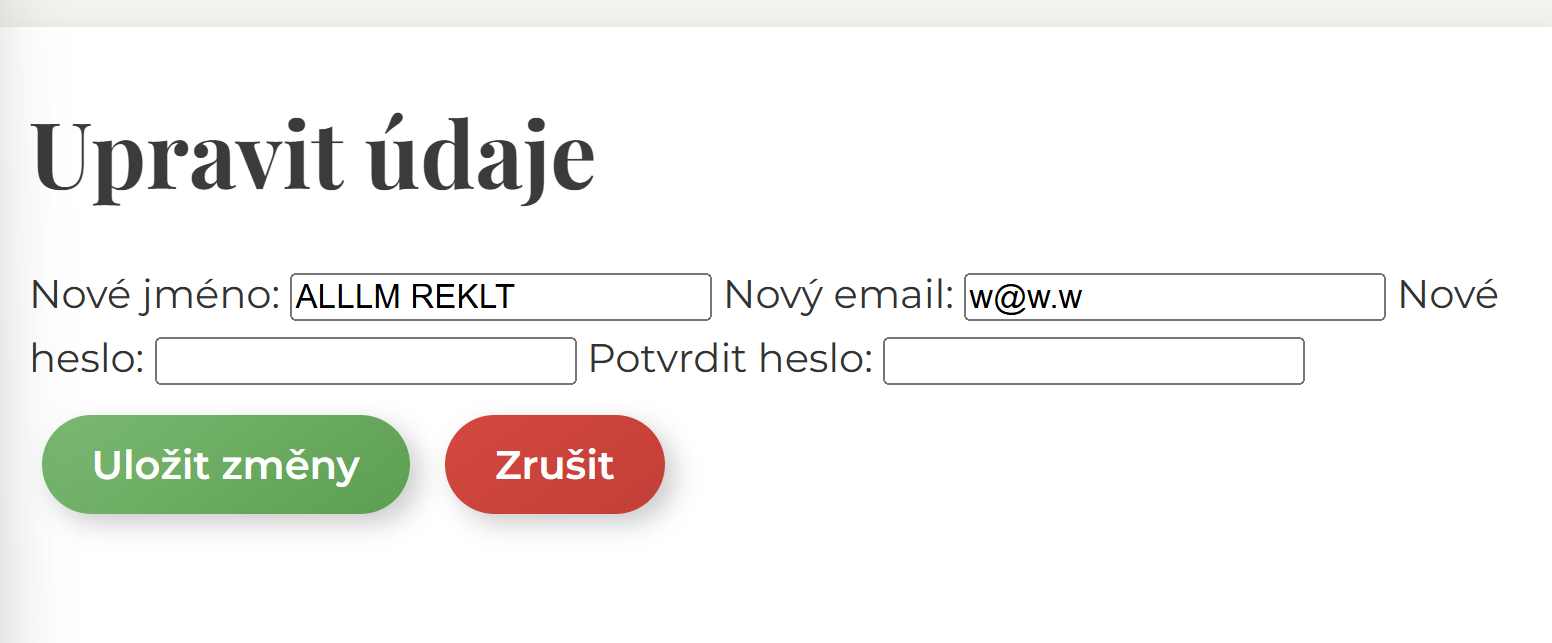 Upravit údaje
Nové jméno: ALLLM REKLT Nový email: w@w.w Nové
heslo: Potvrdit heslo:
Uložit změny Zrušit